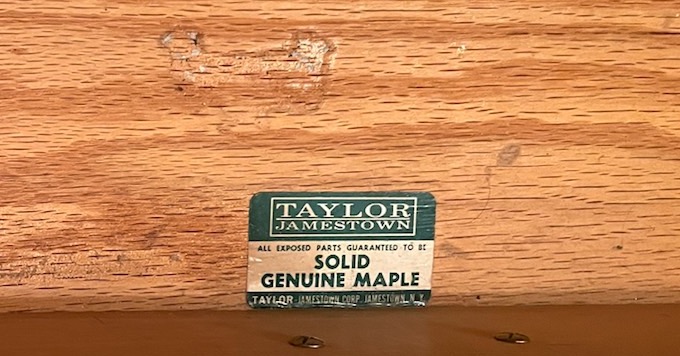 TAYLOR
JAMESTOWN
ALL EXPOSED PARTS GUARANTEED TO BE
SOLID
GENUINE MAPLE
TAYLOR JAMESTOWN CORP. JAMESTOWN, N.Y.